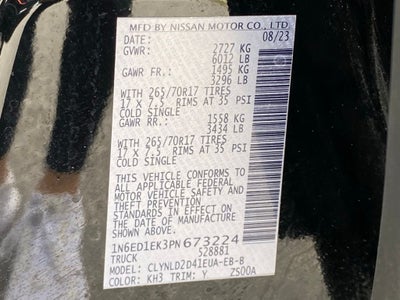 MFD BY NISSAN MOTOR CO., LTD.
DATE: 08/23
GVWR: 2727 KG
6012 LB
GAWR FR.: 1495 KG
3296 LB
WITH 265/70R17 TIRES
17 x 7.5 RIMS AT 35 PSI
COLD SINGLE
GAWR RR.: 1558 KG
3434 LB
WITH 265/70R17 TIRES
17 x 7.5 RIMS AT 35 PSI
COLD SINGLE
THIS VEHICLE CONFORMS TO
ALL APPLICABLE FEDERAL
MOTOR VEHICLE SAFETY
AND THEFT PREVENTION
STANDARDS IN EFFECT ON
THE DATE OF MANUFACTURE
SHOWN ABOVE.
1N6ED1EK3PN673224
TRUCK 528881
MODEL: CLYNLD2D41EUA-EB-B
COLOR: KH3 TRIM: Y ZS00A